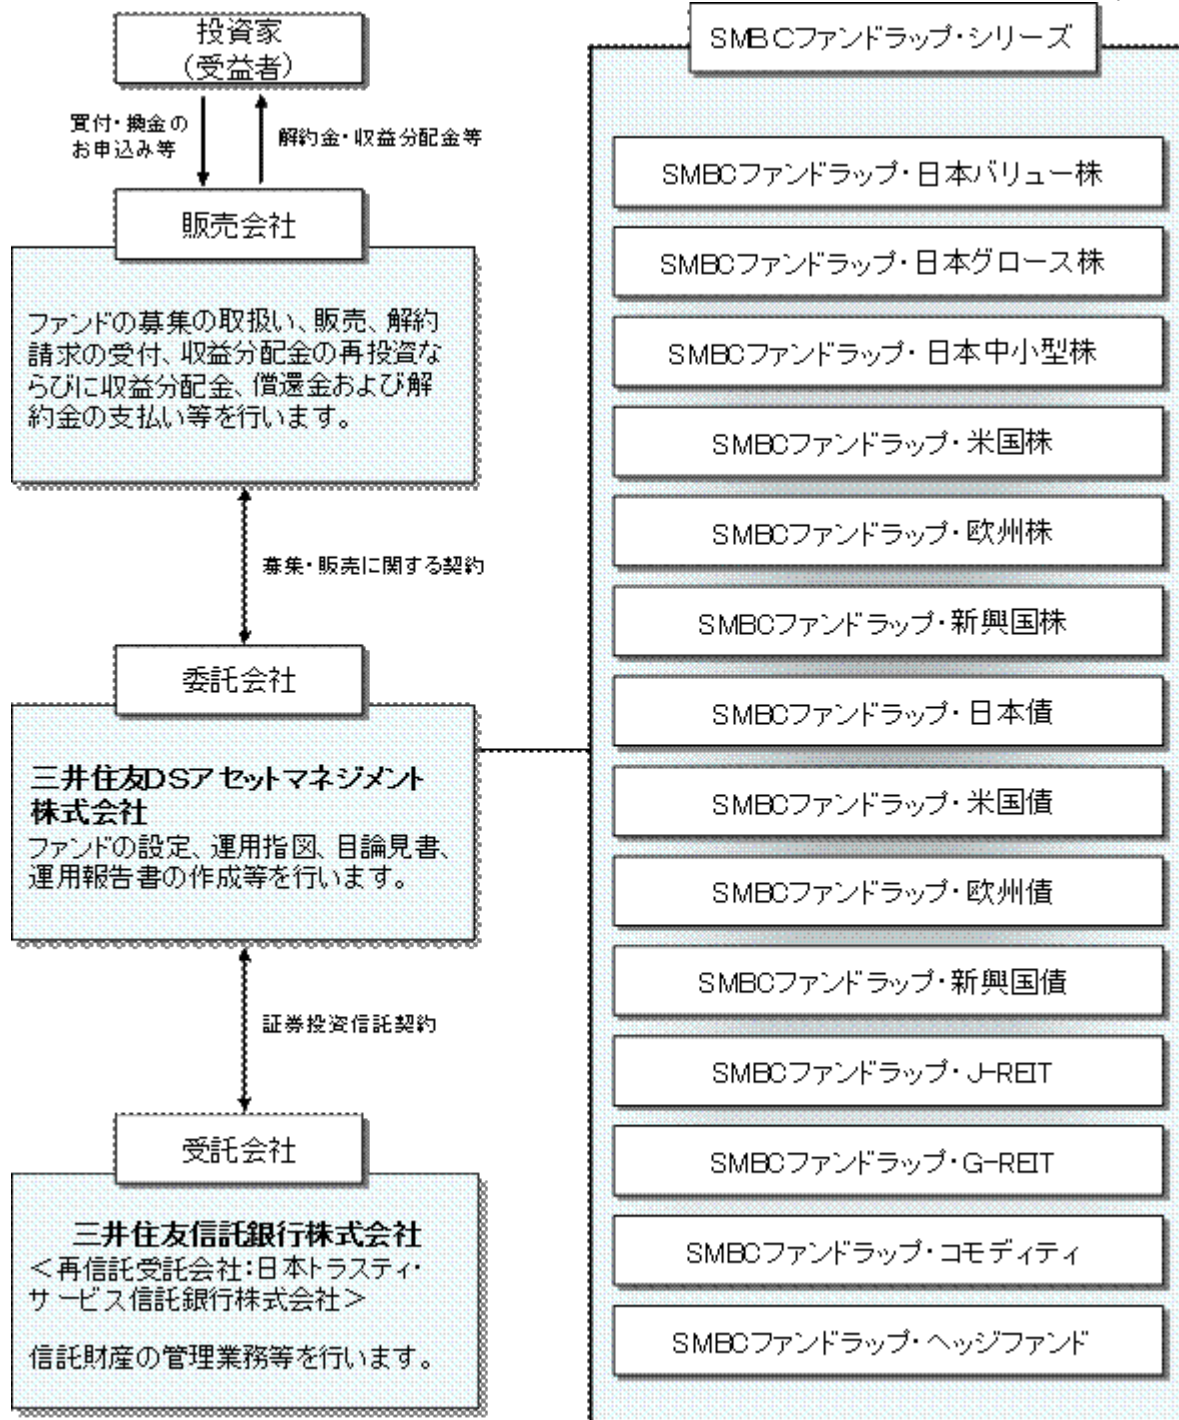 投資家
(受益者)
買付・換金の
お申込み等
解約金・収益分配金等
販売会社
ファンドの募集の取扱い、販売、解約
請求の受付、収益分配金の再投資な
らびに収益分配金、償還金および解
約金の支払い等を行います。
募集・販売に関する契約
委託会社
三井住友DSアセットマネジメント
株式会社
ファンドの設定、運用指図、目論見書、
運用報告書の作成等を行います。
証券投資信託契約
受託会社
三井住友信託銀行株式会社
＜再信託受託会社：日本トラスティ・
サービス信託銀行株式会社＞
信託財産の管理業務等を行います。
SMBCファンドラップ・シリーズ
SMBCファンドラップ・日本バリュー株
SMBCファンドラップ・日本グロース株
SMBCファンドラップ・日本中小型株
SMBCファンドラップ・米国株
SMBCファンドラップ・欧州株
SMBCファンドラップ・新興国株
SMBCファンドラップ・日本債
SMBCファンドラップ・米国債
SMBCファンドラップ・欧州債
SMBCファンドラップ・新興国債
SMBCファンドラップ・J-REIT
SMBCファンドラップ・G-REIT
SMBCファンドラップ・コモディティ
SMBCファンドラップ・ヘッジファンド